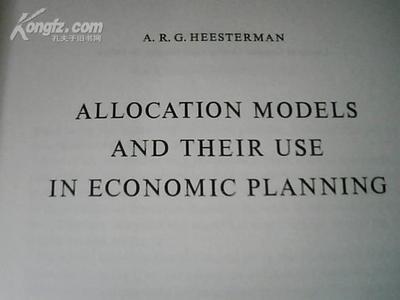 Kongfz.com
孔夫子旧书网
A. R. G. HEESTERMAN
ALLOCATION MODELS
AND THEIR USE
IN ECONOMIC PLANNING